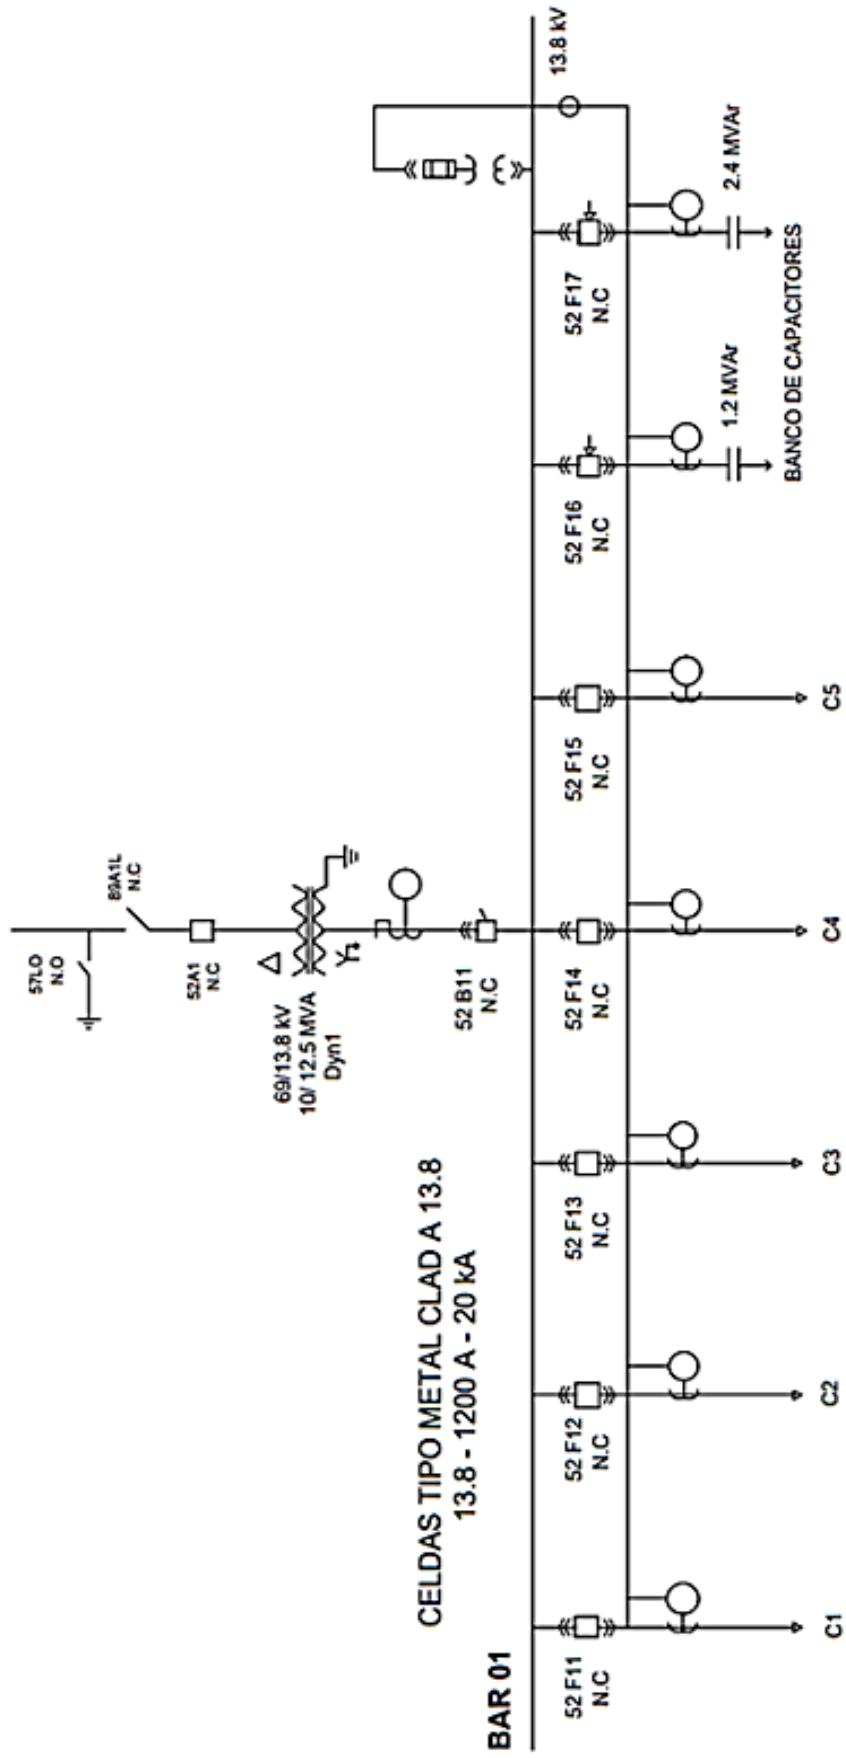 57LO
N.O
89A1L
N.C
52A1
N.C
69/13.8 kV
10/ 12.5 MVA
Dyn1
52 B11
N.C
CELDAS TIPO METAL CLAD A 13.8
13.8 - 1200 A - 20 kA
BAR 01
13.8 kV
52 F11
N.C
52 F12
N.C
52 F13
N.C
52 F14
N.C
52 F15
N.C
52 F16
N.C
52 F17
N.C
1.2 MVAr
2.4 MVAr
BANCO DE CAPACITORES
C1
C2
C3
C4
C5